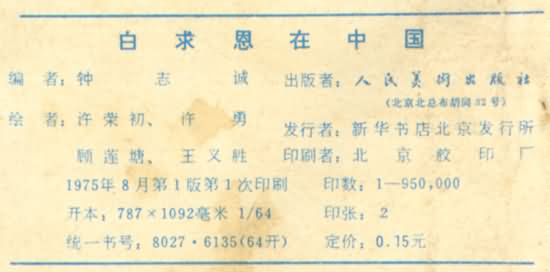 白求恩在中国
编者：钟志诚 出版者：人民美术出版社
（北京北总布胡同32号）
绘者：许荣初、许勇 发行者：新华书店北京发行所
顾莲塘、王义胜 印刷者：北京胶印厂
1975年8月第1版第1次印刷 印数：1—950,000
开本：787×1092毫米 1/64 印张：2
统一书号：8027·6135(64开) 定价：0.15元